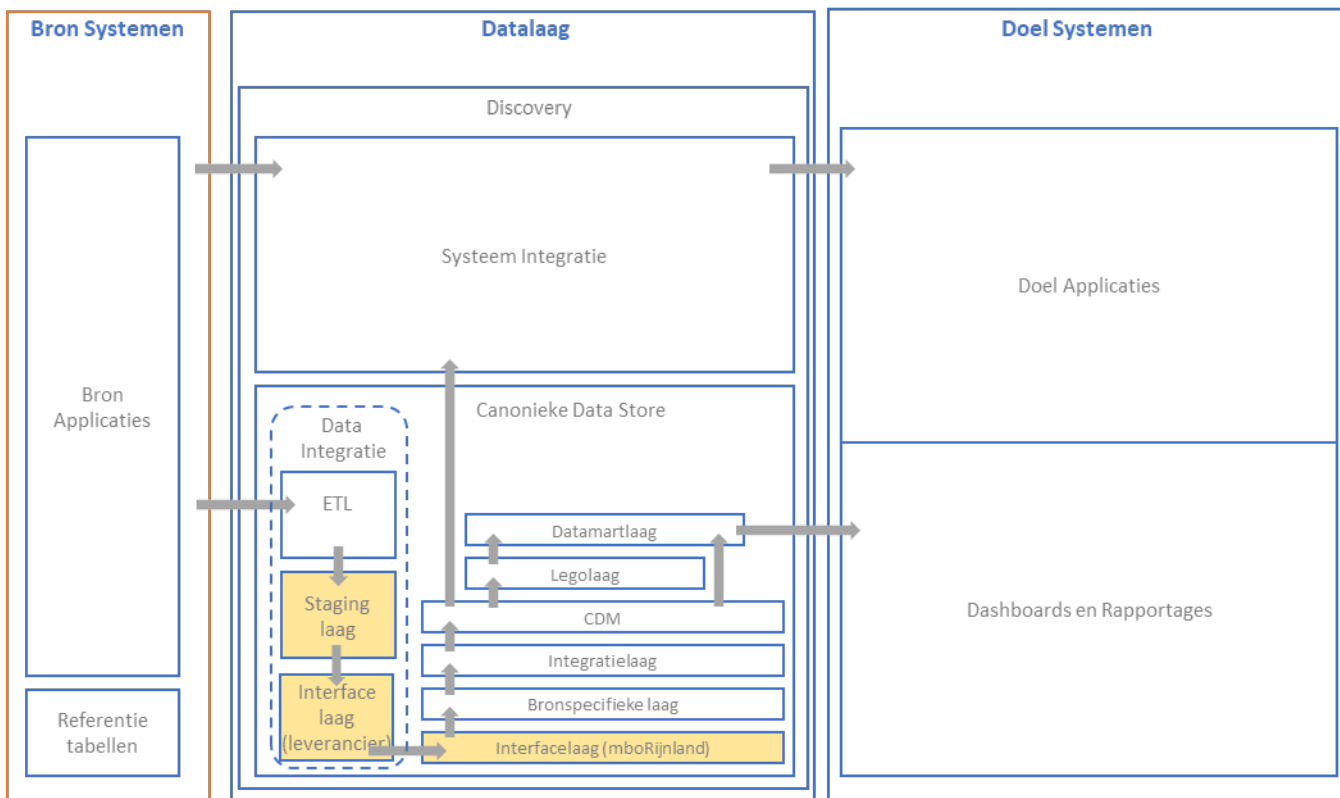 Bron Systemen
Datalaag
Doel Systemen
Discovery
Systeem Integratie
Doel Applicaties
Bron
Applicaties
Canonieke Data Store
Data
Integratie
ETL
Datamartlaag
Legolaag
Staging
laag
CDM
Dashboards en Rapportages
Integratielaag
Interface
laag
(leverancier)
Bronspecifieke laag
Interfacelaag (mboRijnland)
Referentie
tabellen